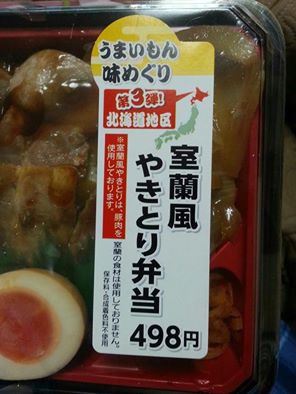 うまいもん
味めぐり
第3弾!
北海道地区
室蘭風
やきとり弁当
※室蘭風やきとりは、豚肉を
使用しております。
室蘭の食材は使用しておりません。
保存料・合成着色料不使用
498円